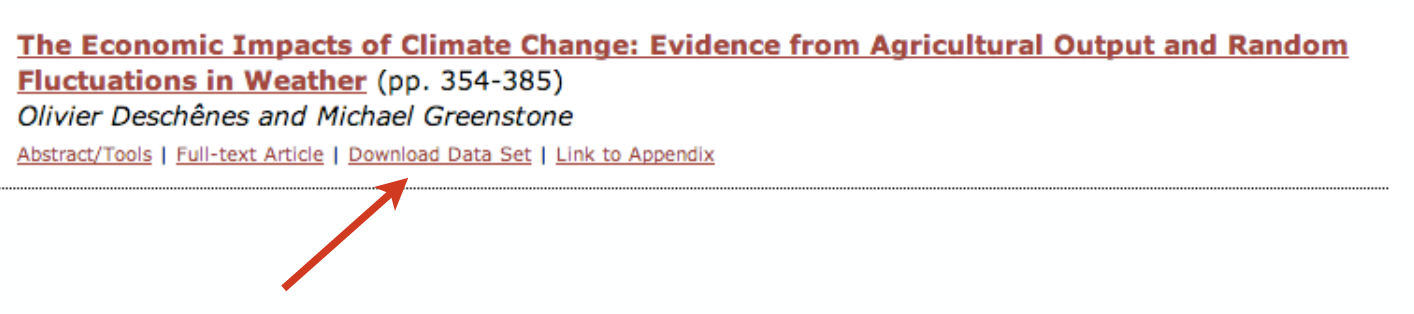 The Economic Impacts of Climate Change: Evidence from Agricultural Output and Random
Fluctuations in Weather (pp. 354-385)
Olivier Deschênes and Michael Greenstone
Abstract/Tools | Full-text Article | Download Data Set | Link to Appendix